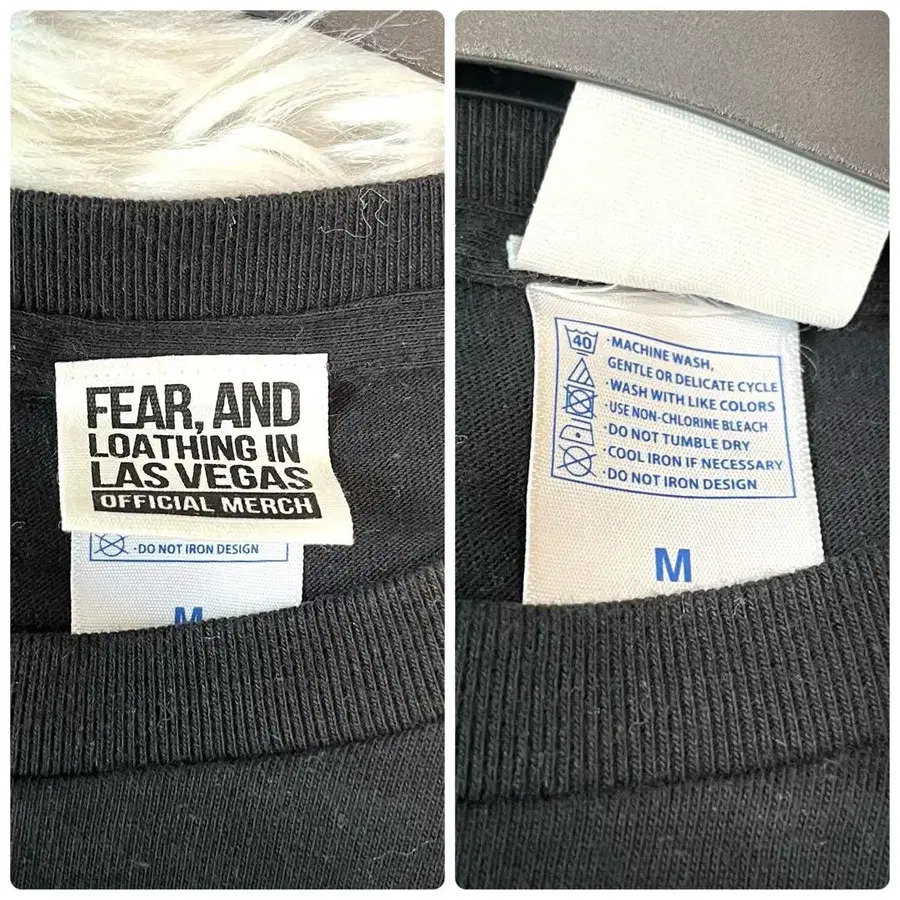 FEAR, AND
LOATHING IN
LAS VEGAS
OFFICIAL MERCH
·DO NOT IRON DESIGN
M
40
·MACHINE WASH,
GENTLE OR DELICATE CYCLE
·WASH WITH LIKE COLORS
·USE NON-CHLORINE BLEACH
·DO NOT TUMBLE DRY
·COOL IRON IF NECESSARY
·DO NOT IRON DESIGN
M